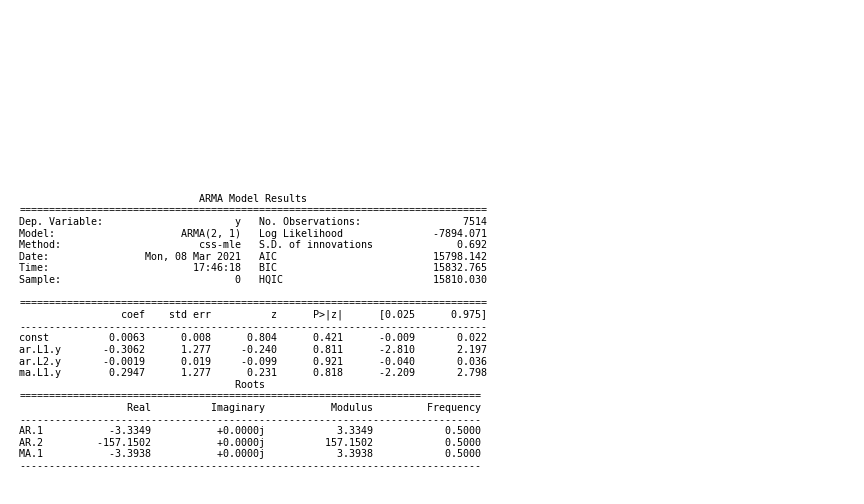 ARMA Model Results
==============================================================================
Dep. Variable:                      y   No. Observations:                 7514
Model:                     ARMA(2, 1)   Log Likelihood               -7894.071
Method:                       css-mle   S.D. of innovations              0.692
Date:                Mon, 08 Mar 2021   AIC                          15798.142
Time:                        17:46:18   BIC                          15832.765
Sample:                             0   HQIC                         15810.030
==============================================================================
                 coef    std err          z      P>|z|      [0.025      0.975]
------------------------------------------------------------------------------
const          0.0063      0.008      0.804      0.421      -0.009       0.022
ar.L1.y       -0.3062      1.277     -0.240      0.811      -2.810       2.197
ar.L2.y       -0.0019      0.019     -0.099      0.921      -0.040       0.036
ma.L1.y        0.2947      1.277      0.231      0.818      -2.209       2.798
                                    Roots
=============================================================================
                  Real          Imaginary           Modulus         Frequency
-----------------------------------------------------------------------------
AR.1           -3.3349           +0.0000j            3.3349            0.5000
AR.2         -157.1502           +0.0000j          157.1502            0.5000
MA.1           -3.3938           +0.0000j            3.3938            0.5000
-----------------------------------------------------------------------------